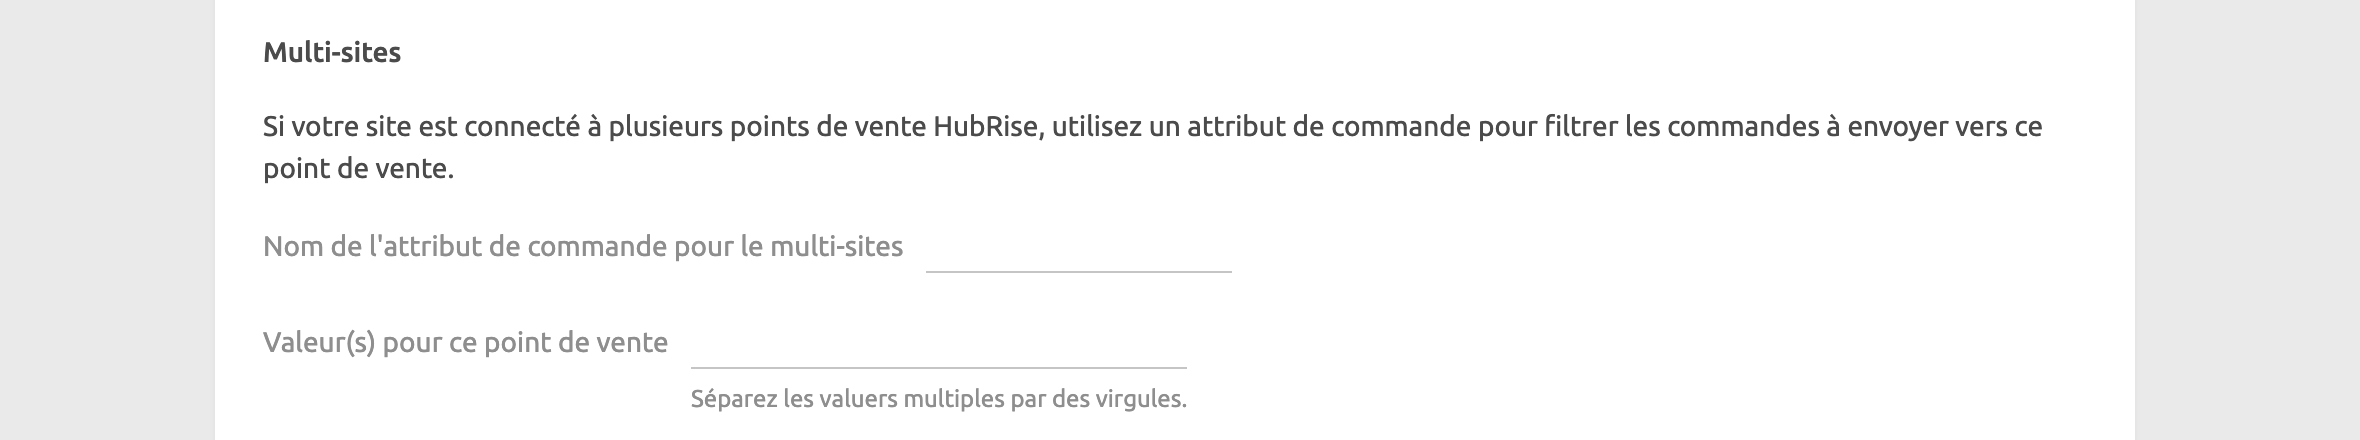 Multi-sites
Si votre site est connecté à plusieurs points de vente HubRise, utilisez un attribut de commande pour filtrer les commandes à envoyer vers ce
point de vente.
Nom de l'attribut de commande pour le multi-sites
Valeur(s) pour ce point de vente
Séparez les valuers multiples par des virgules.